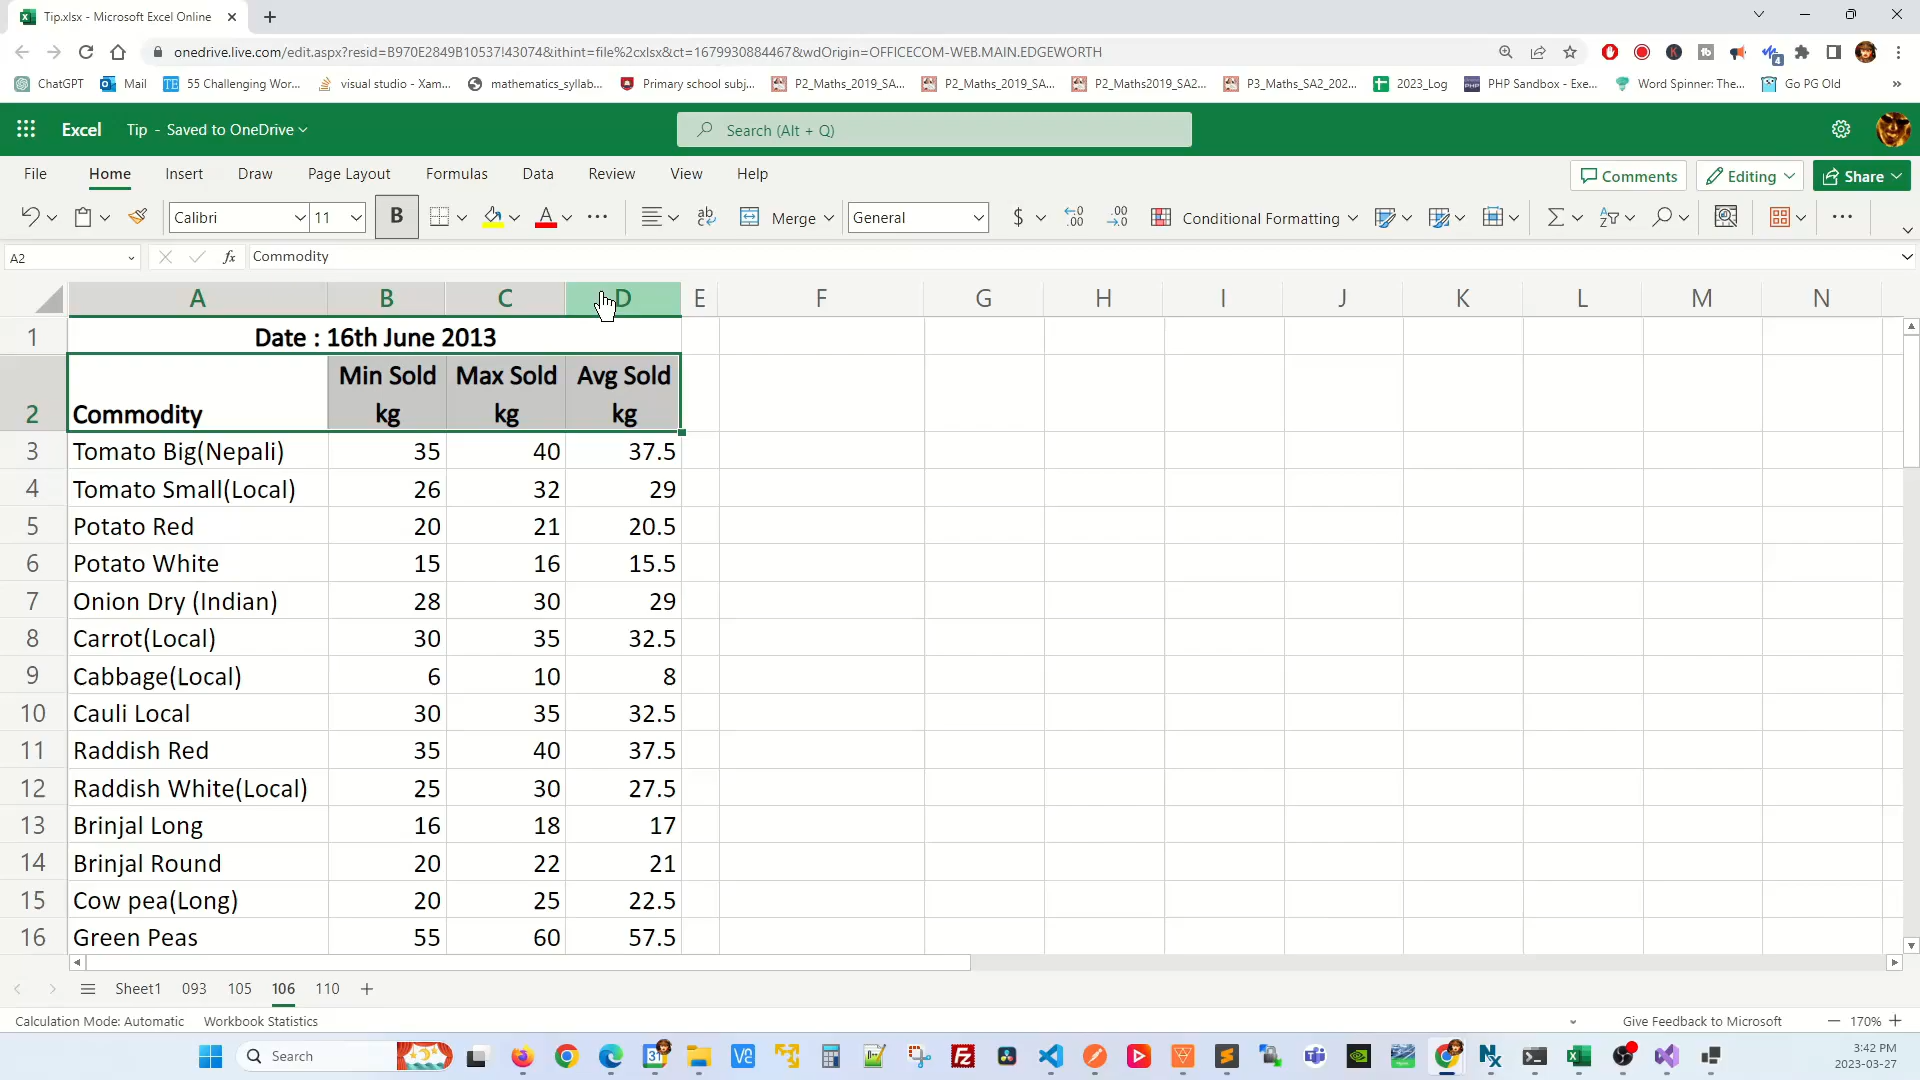 Tip.xlsx - Microsoft Excel Online
onedrive.live.com/edit.aspx?resid=B970E2849B10537!43074&ithint=file%2cxlsx&ct=1679930884467&wdOrigin=OFFICECOM-WEB.MAIN.EDGEWORTH
ChatGPT Mail 55 Challenging Wor... visual studio - Xam... mathematics_syllab... Primary school subj... P2_Maths_2019_SA... P2_Maths_2019_SA... P2_Maths2019_SA2... P3_Maths_SA2_202... 2023_Log PHP Sandbox - Exe... Word Spinner: The... Go PG Old »
Excel Tip - Saved to OneDrive Search (Alt + Q)
File Home Insert Draw Page Layout Formulas Data Review View Help Comments Editing Share
Calibri 11 B A ab Merge General $ Conditional Formatting
A2 fx Commodity
A B C D E F G H I J K L M N
1 Date : 16th June 2013
Min Sold Max Sold Avg Sold
2 Commodity kg kg kg
3 Tomato Big(Nepali) 35 40 37.5
4 Tomato Small(Local) 26 32 29
5 Potato Red 20 21 20.5
6 Potato White 15 16 15.5
7 Onion Dry (Indian) 28 30 29
8 Carrot(Local) 30 35 32.5
9 Cabbage(Local) 6 10 8
10 Cauli Local 30 35 32.5
11 Raddish Red 35 40 37.5
12 Raddish White(Local) 25 30 27.5
13 Brinjal Long 16 18 17
14 Brinjal Round 20 22 21
15 Cow pea(Long) 20 25 22.5
16 Green Peas 55 60 57.5
Sheet1 093 105 106 110
Calculation Mode: Automatic Workbook Statistics Give Feedback to Microsoft 170%
Search
3:42 PM
2023-03-27